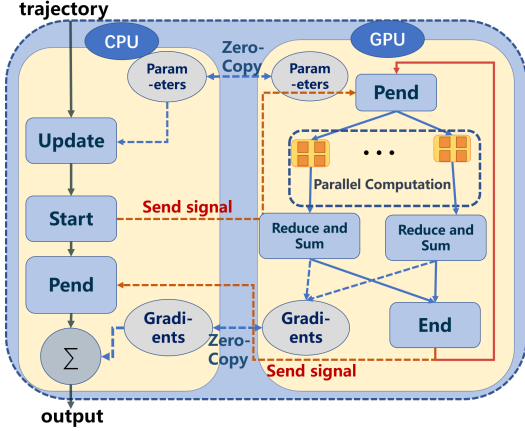 trajectory
CPU
GPU
Zero-
Copy
Param
-eters
Param
-eters
Pend
Update
• • •
Parallel Computation
Start
Send signal
Reduce and
Sum
Reduce and
Sum
Pend
Gradi-
ents
Zero-
Copy
Gradi-
ents
End
Σ
Send signal
output